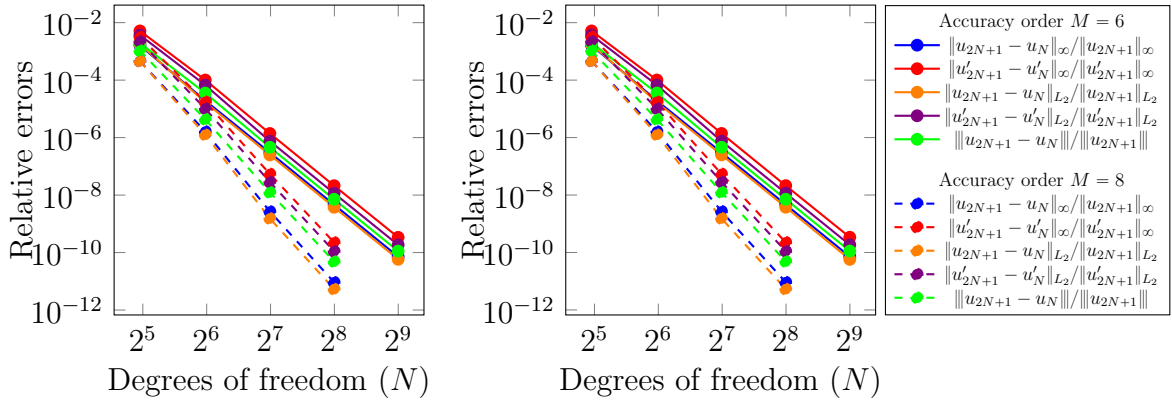 Relative errors
10^{-2}
10^{-4}
10^{-6}
10^{-8}
10^{-10}
10^{-12}
2^5 2^6 2^7 2^8 2^9
Degrees of freedom (N)
Relative errors
10^{-2}
10^{-4}
10^{-6}
10^{-8}
10^{-10}
10^{-12}
2^5 2^6 2^7 2^8 2^9
Degrees of freedom (N)
Accuracy order M = 6
‖u_{2N+1} − u_N‖_∞/‖u_{2N+1}‖_∞
‖u′_{2N+1} − u′_N‖_∞/‖u′_{2N+1}‖_∞
‖u_{2N+1} − u_N‖_{L_2}/‖u_{2N+1}‖_{L_2}
‖u′_{2N+1} − u′_N‖_{L_2}/‖u′_{2N+1}‖_{L_2}
|||u_{2N+1} − u_N|||/|||u_{2N+1}|||
Accuracy order M = 8
‖u_{2N+1} − u_N‖_∞/‖u_{2N+1}‖_∞
‖u′_{2N+1} − u′_N‖_∞/‖u′_{2N+1}‖_∞
‖u_{2N+1} − u_N‖_{L_2}/‖u_{2N+1}‖_{L_2}
‖u′_{2N+1} − u′_N‖_{L_2}/‖u′_{2N+1}‖_{L_2}
|||u_{2N+1} − u_N|||/|||u_{2N+1}|||